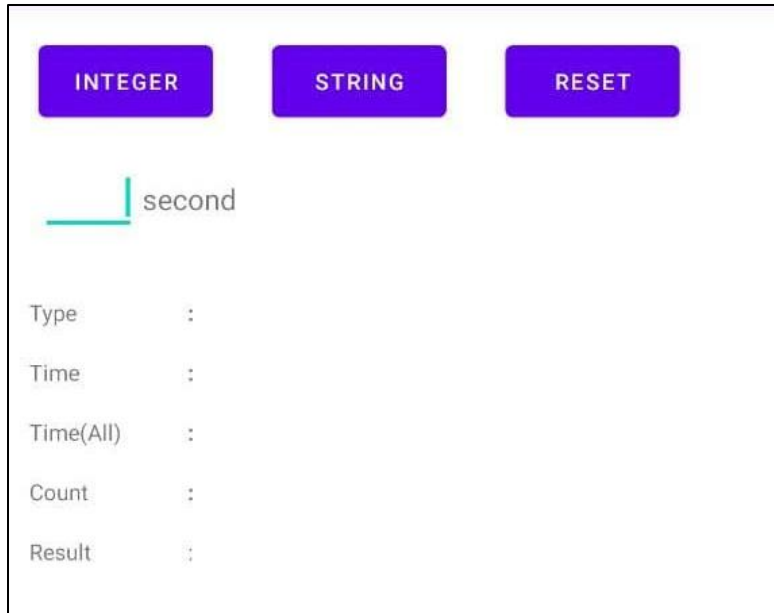 INTEGER STRING RESET
second
Type :
Time :
Time(All) :
Count :
Result :